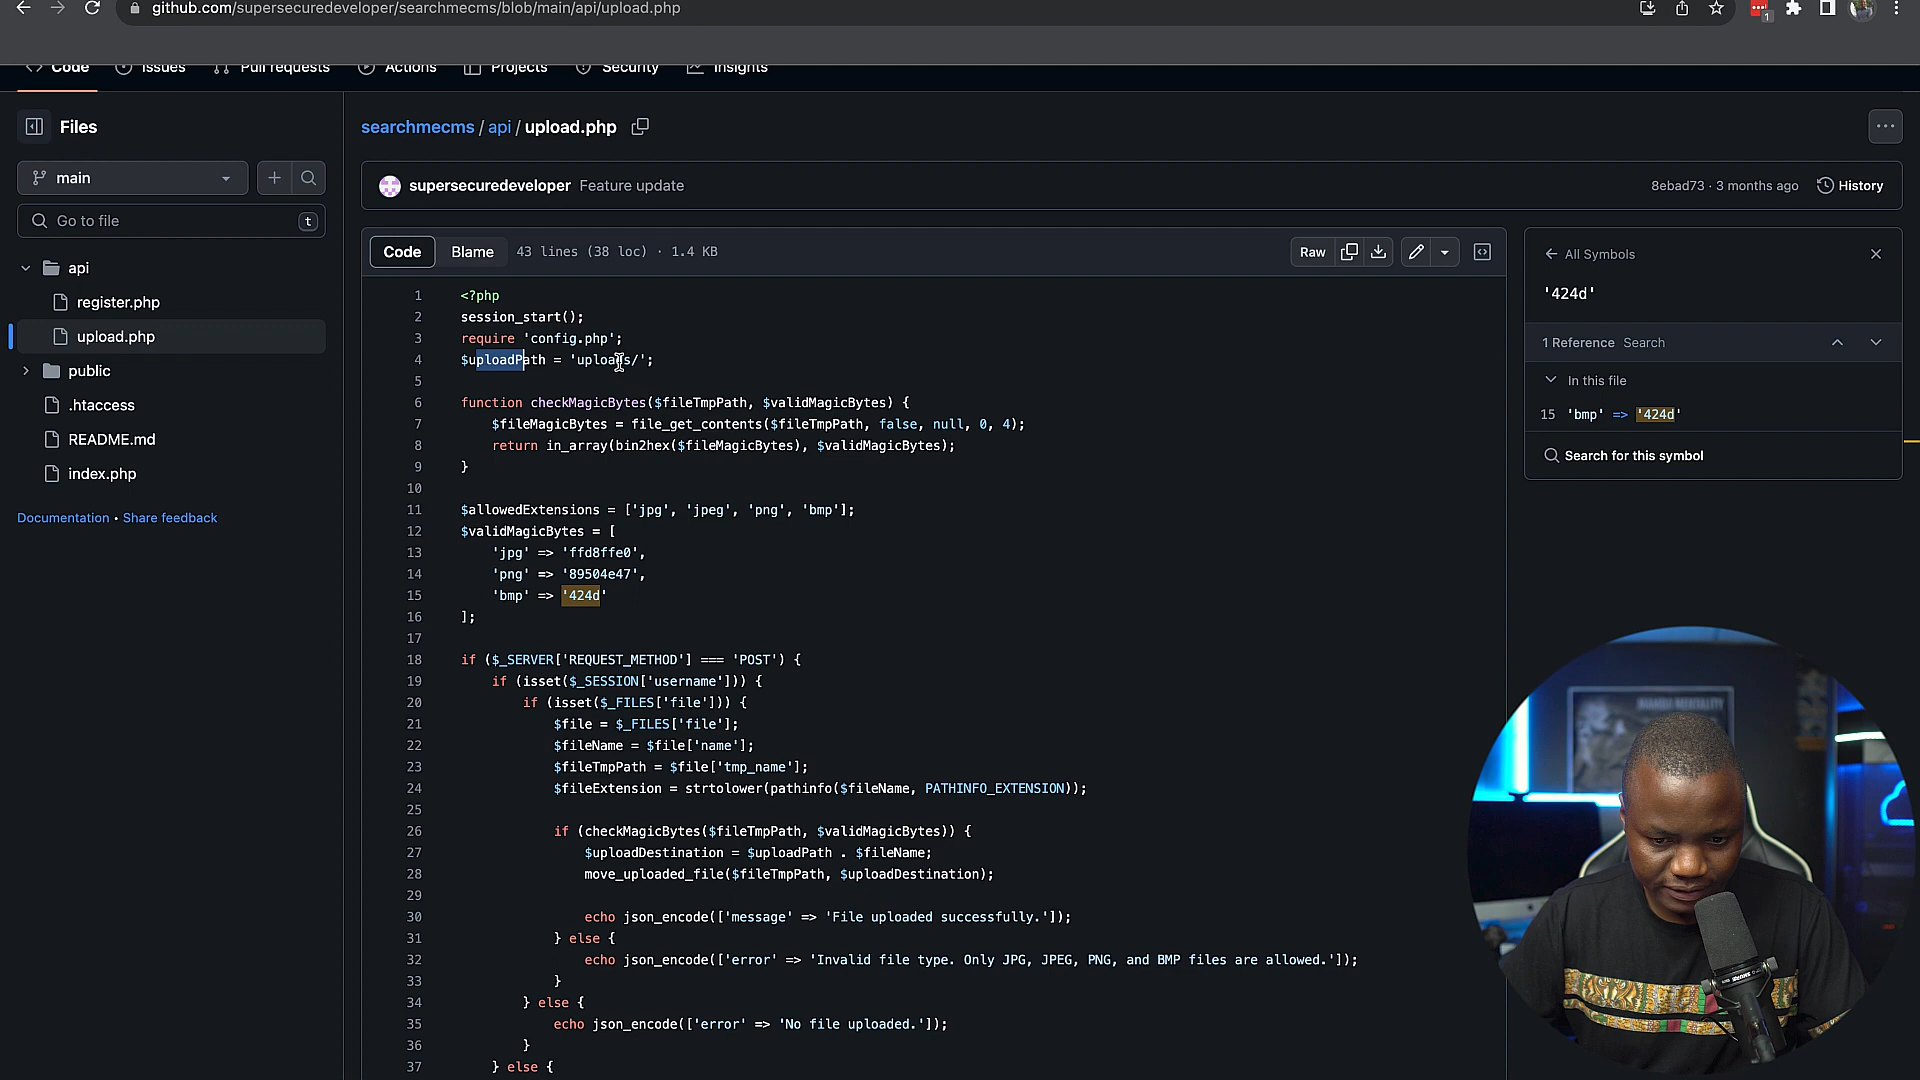 github.com/supersecuredeveloper/searchmecms/blob/main/api/upload.php
1
Code Issues Pull requests Actions Projects Security Insights
Files
searchmecms / api / upload.php
main
supersecuredeveloper Feature update
8ebad73 · 3 months ago History
Go to file t
Code Blame 43 lines (38 loc) · 1.4 KB
Raw
All Symbols
api
'424d'
register.php
upload.php
1 Reference Search
public
In this file
.htaccess
15 'bmp' => '424d'
README.md
Search for this symbol
index.php
Documentation • Share feedback
1 <?php
2 session_start();
3 require 'config.php';
4 $uploadPath = 'uploads/';
5
6 function checkMagicBytes($fileTmpPath, $validMagicBytes) {
7 $fileMagicBytes = file_get_contents($fileTmpPath, false, null, 0, 4);
8 return in_array(bin2hex($fileMagicBytes), $validMagicBytes);
9 }
10
11 $allowedExtensions = ['jpg', 'jpeg', 'png', 'bmp'];
12 $validMagicBytes = [
13 'jpg' => 'ffd8ffe0',
14 'png' => '89504e47',
15 'bmp' => '424d'
16 ];
17
18 if ($_SERVER['REQUEST_METHOD'] === 'POST') {
19 if (isset($_SESSION['username'])) {
20 if (isset($_FILES['file'])) {
21 $file = $_FILES['file'];
22 $fileName = $file['name'];
23 $fileTmpPath = $file['tmp_name'];
24 $fileExtension = strtolower(pathinfo($fileName, PATHINFO_EXTENSION));
25
26 if (checkMagicBytes($fileTmpPath, $validMagicBytes)) {
27 $uploadDestination = $uploadPath . $fileName;
28 move_uploaded_file($fileTmpPath, $uploadDestination);
29
30 echo json_encode(['message' => 'File uploaded successfully.']);
31 } else {
32 echo json_encode(['error' => 'Invalid file type. Only JPG, JPEG, PNG, and BMP files are allowed.']);
33 }
34 } else {
35 echo json_encode(['error' => 'No file uploaded.']);
36 }
37 } else {